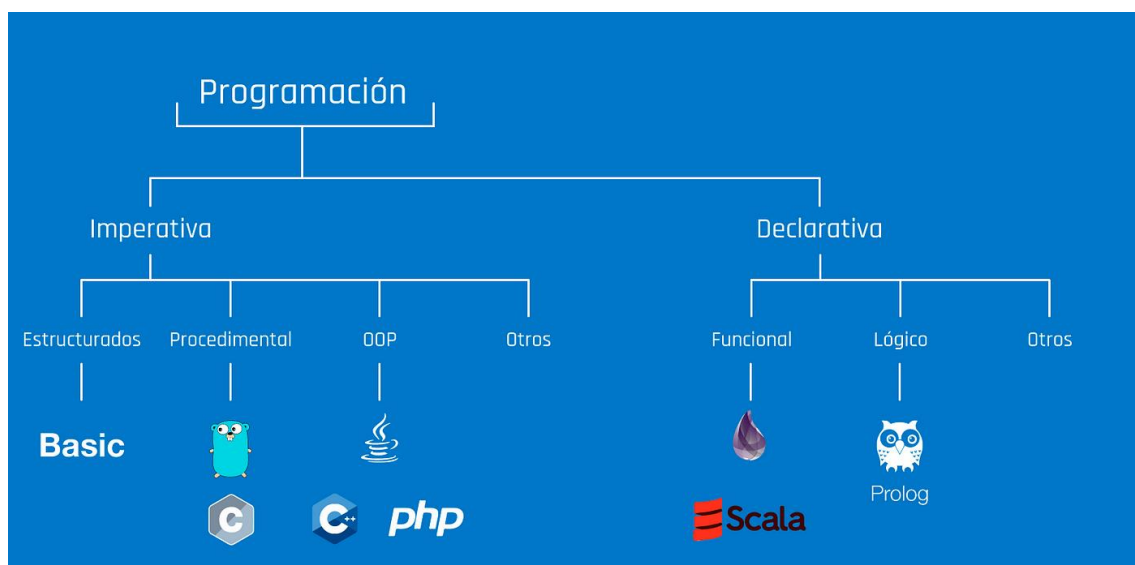 Programación
Imperativa
Declarativa
Estructurados
Procedimental
OOP
Otros
Funcional
Lógico
Otros
Basic
C
C++
php
Scala
Prolog